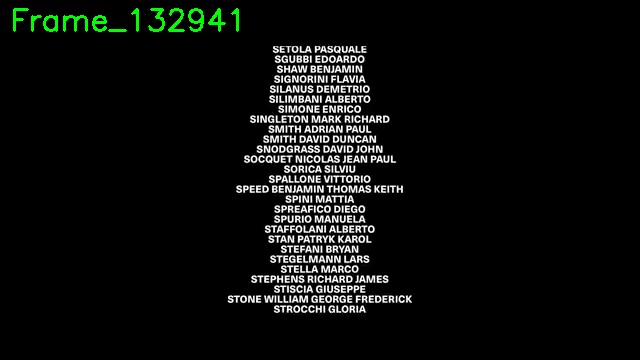 Frame_132941
SETOLA PASQUALE
SGUBBI EDOARDO
SHAW BENJAMIN
SIGNORINI FLAVIA
SILANUS DEMETRIO
SILIMBANI ALBERTO
SIMONE ENRICO
SINGLETON MARK RICHARD
SMITH ADRIAN PAUL
SMITH DAVID DUNCAN
SNODGRASS DAVID JOHN
SOCQUET NICOLAS JEAN PAUL
SORICA SILVIU
SPALLONE VITTORIO
SPEED BENJAMIN THOMAS KEITH
SPINI MATTIA
SPREAFICO DIEGO
SPURIO MANUELA
STAFFOLANI ALBERTO
STAN PATRYK KAROL
STEFANI BRYAN
STEGELMANN LARS
STELLA MARCO
STEPHENS RICHARD JAMES
STISCIA GIUSEPPE
STONE WILLIAM GEORGE FREDERICK
STROCCHI GLORIA